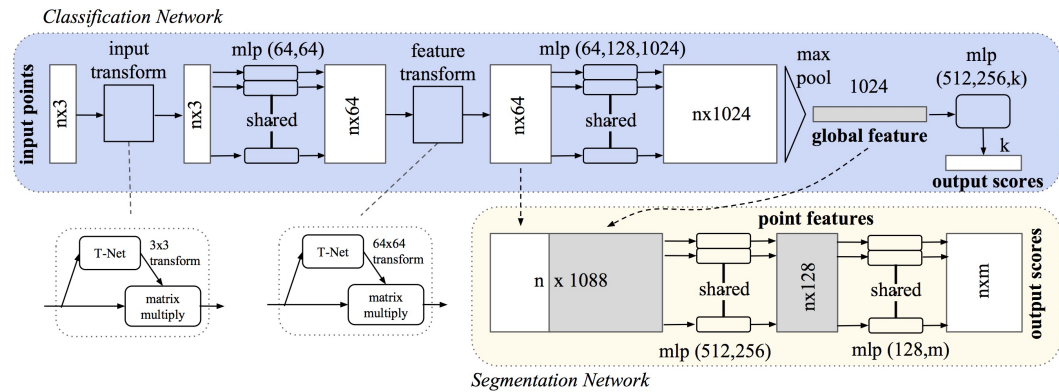 Classification Network
input points
nx3
input
transform
nx3
mlp (64,64)
shared
nx64
feature
transform
nx64
mlp (64,128,1024)
shared
nx1024
max
pool
1024
global feature
mlp
(512,256,k)
k
output scores
T-Net
3x3
transform
matrix
multiply
T-Net
64x64
transform
matrix
multiply
point features
n x 1088
shared
mlp (512,256)
nx128
shared
mlp (128,m)
nxm
output scores
Segmentation Network